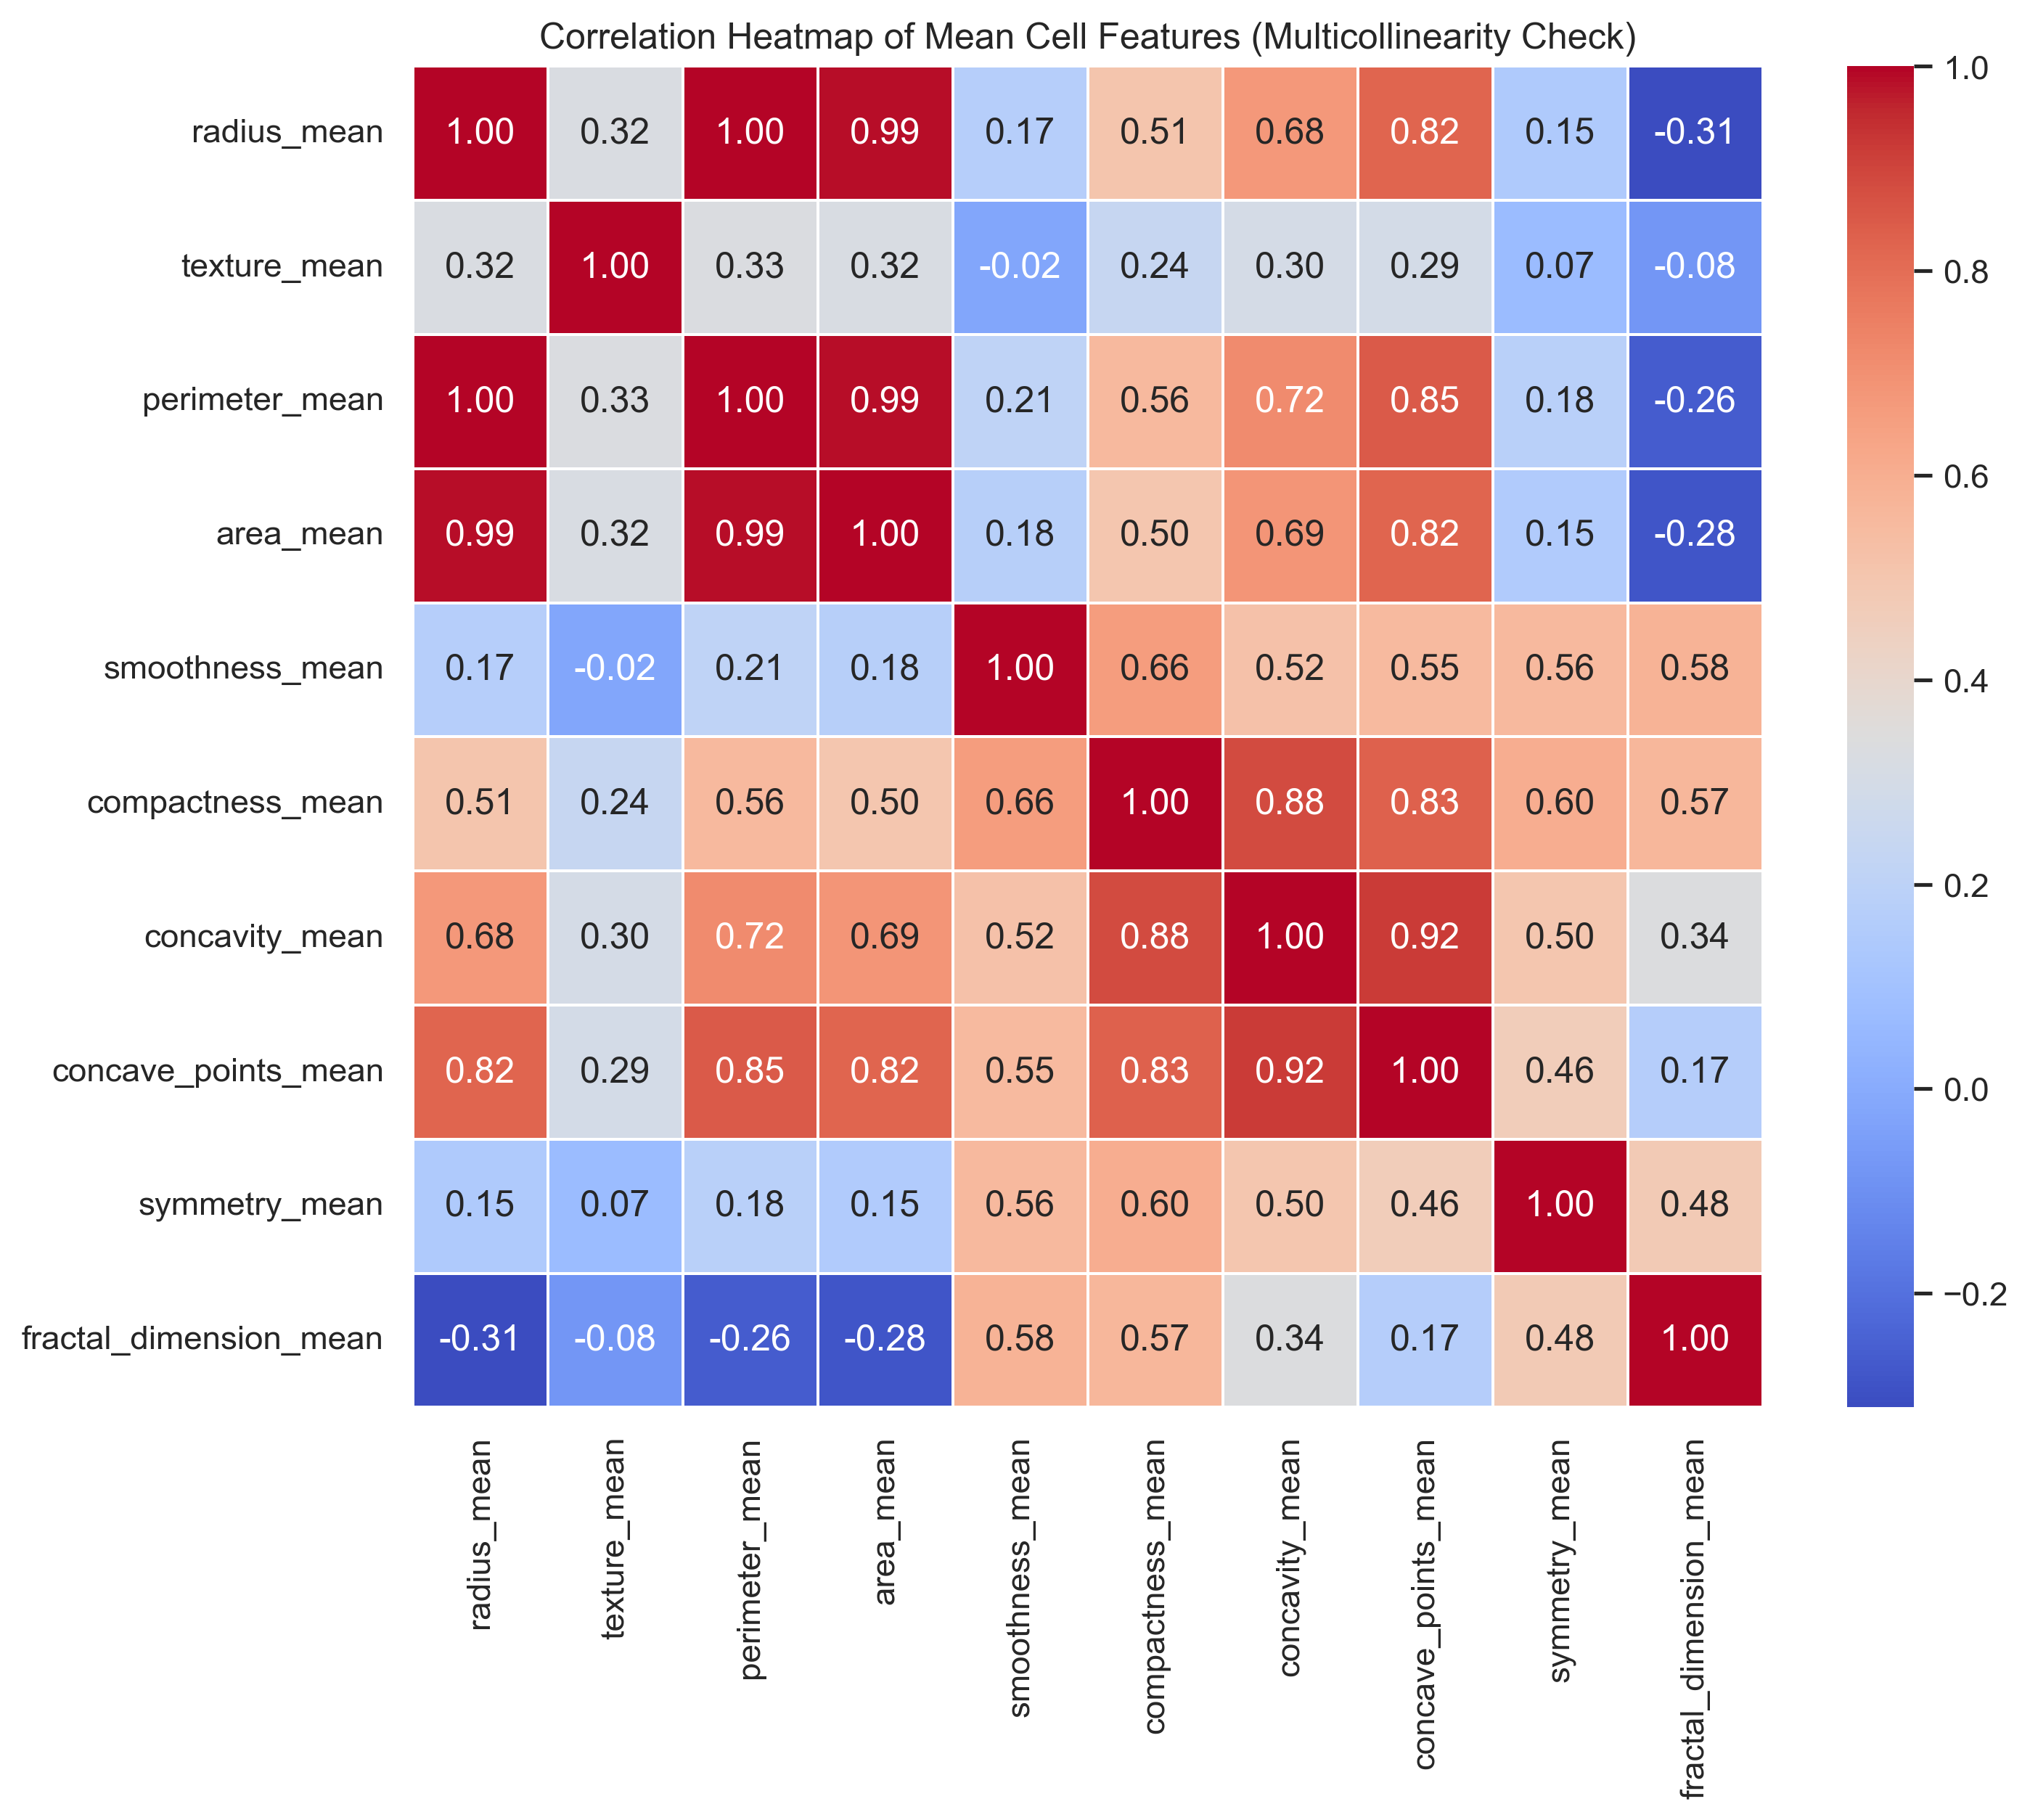 Correlation Heatmap of Mean Cell Features (Multicollinearity Check)
radius_mean 1.00 0.32 1.00 0.99 0.17 0.51 0.68 0.82 0.15 -0.31
texture_mean 0.32 1.00 0.33 0.32 -0.02 0.24 0.30 0.29 0.07 -0.08
perimeter_mean 1.00 0.33 1.00 0.99 0.21 0.56 0.72 0.85 0.18 -0.26
area_mean 0.99 0.32 0.99 1.00 0.18 0.50 0.69 0.82 0.15 -0.28
smoothness_mean 0.17 -0.02 0.21 0.18 1.00 0.66 0.52 0.55 0.56 0.58
compactness_mean 0.51 0.24 0.56 0.50 0.66 1.00 0.88 0.83 0.60 0.57
concavity_mean 0.68 0.30 0.72 0.69 0.52 0.88 1.00 0.92 0.50 0.34
concave_points_mean 0.82 0.29 0.85 0.82 0.55 0.83 0.92 1.00 0.46 0.17
symmetry_mean 0.15 0.07 0.18 0.15 0.56 0.60 0.50 0.46 1.00 0.48
fractal_dimension_mean -0.31 -0.08 -0.26 -0.28 0.58 0.57 0.34 0.17 0.48 1.00
radius_mean
texture_mean
perimeter_mean
area_mean
smoothness_mean
compactness_mean
concavity_mean
concave_points_mean
symmetry_mean
fractal_dimension_mean
1.0
0.8
0.6
0.4
0.2
0.0
−0.2